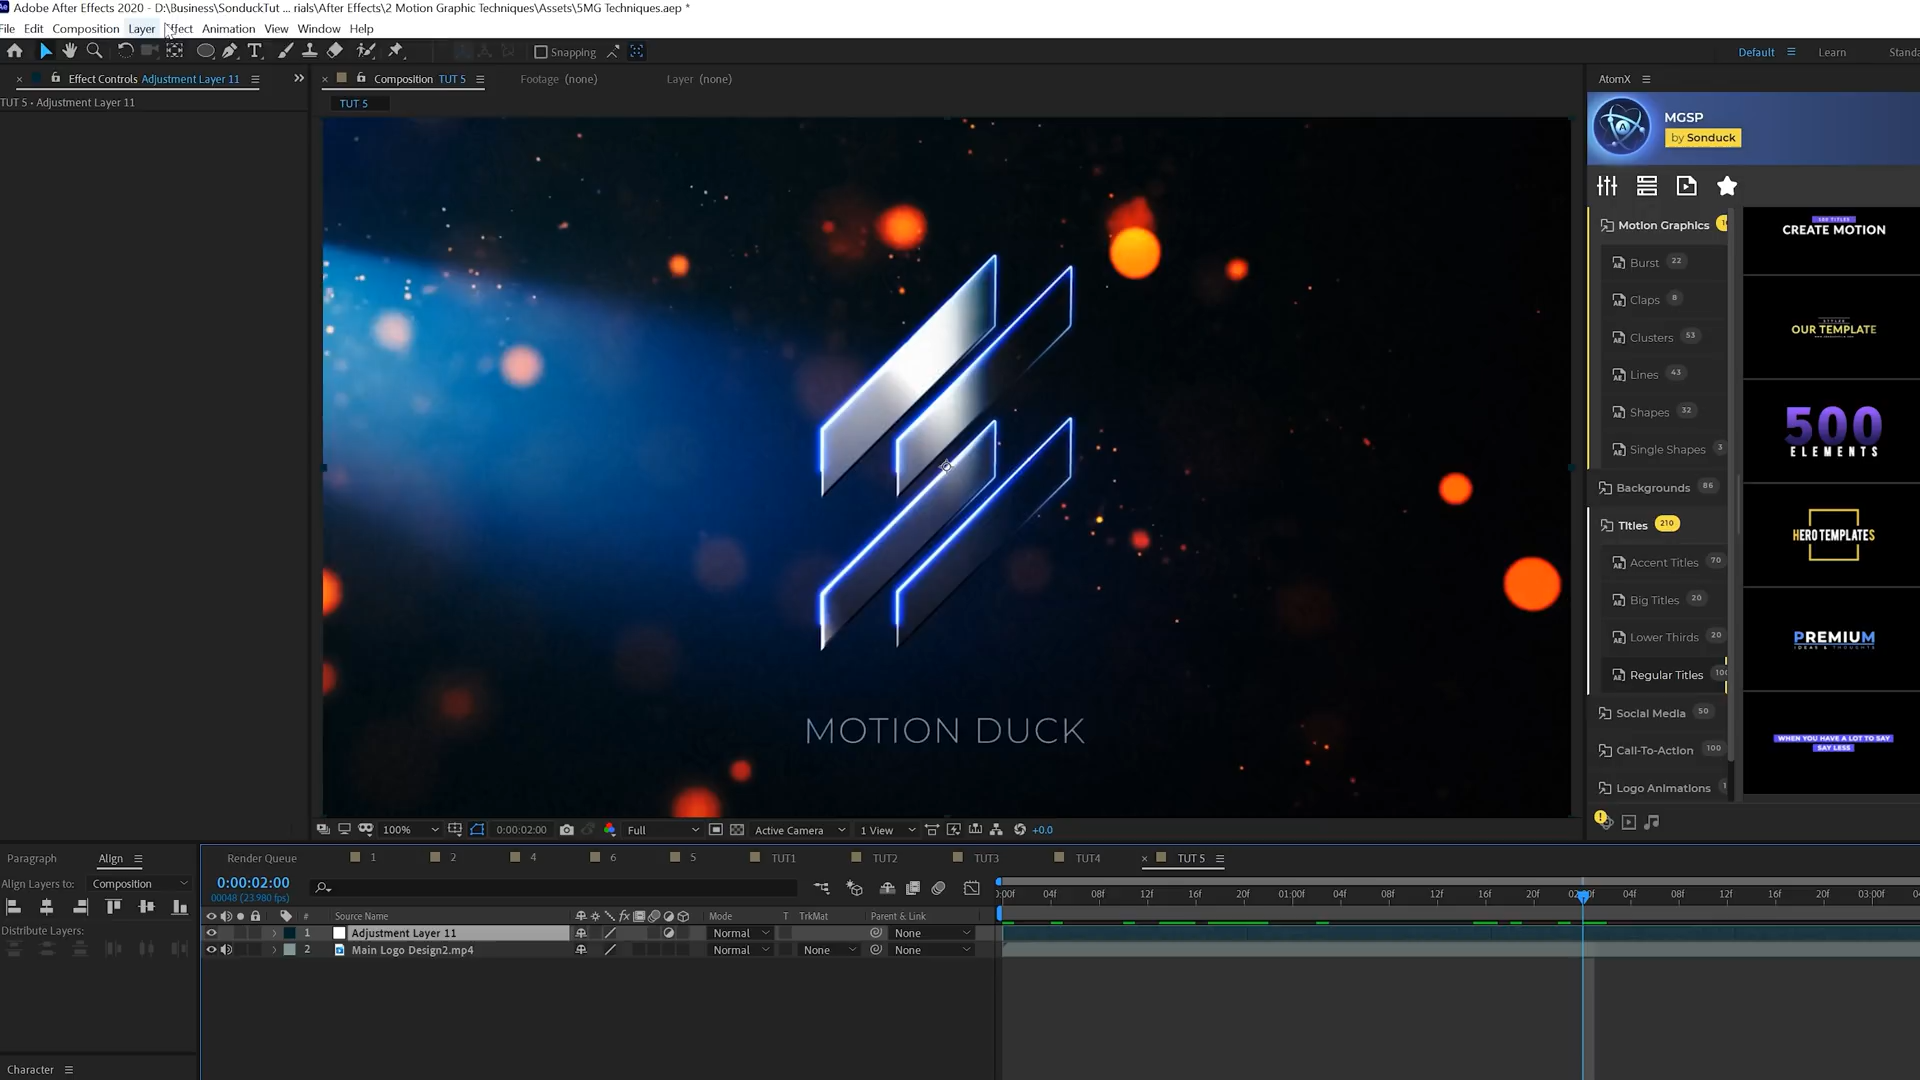 Adobe After Effects 2020 - D:\Business\SonduckTut ... rials\After Effects\2 Motion Graphic Techniques\Assets\5MG Techniques.aep *
File Edit Composition Layer Effect Animation View Window Help
Snapping
Default Learn Standa
Effect Controls Adjustment Layer 11
Composition TUT 5
Footage (none)
Layer (none)
AtomX
TUT 5 • Adjustment Layer 11
TUT 5
MGSP
by Sonduck
Motion Graphics
Burst 22
Claps 8
Clusters 53
Lines 43
Shapes 32
Single Shapes 3
Backgrounds 86
Titles 210
Accent Titles 70
Big Titles 20
Lower Thirds 20
Regular Titles 100
Social Media 50
Call-To-Action 100
Logo Animations 1
CREATE MOTION
OUR TEMPLATE
500
ELEMENTS
HERO TEMPLATES
PREMIUM
IDEAS & THOUGHTS
WHEN YOU HAVE A LOT TO SAY
SAY LESS
MOTION DUCK
100% 0:00:02:00 Full Active Camera 1 View +0.0
Paragraph Align
Render Queue 1 2 4 6 5 TUT1 TUT2 TUT3 TUT4 TUT 5
Align Layers to: Composition
0:00:02:00
00048 (23.980 fps)
:00f 04f 08f 12f 16f 20f 01:00f 04f 08f 12f 16f 20f 02:00f 04f 08f 12f 16f 20f 03:00f 04
# Source Name Mode T TrkMat Parent & Link
Distribute Layers:
1 Adjustment Layer 11 Normal None
2 Main Logo Design2.mp4 Normal None None
Character